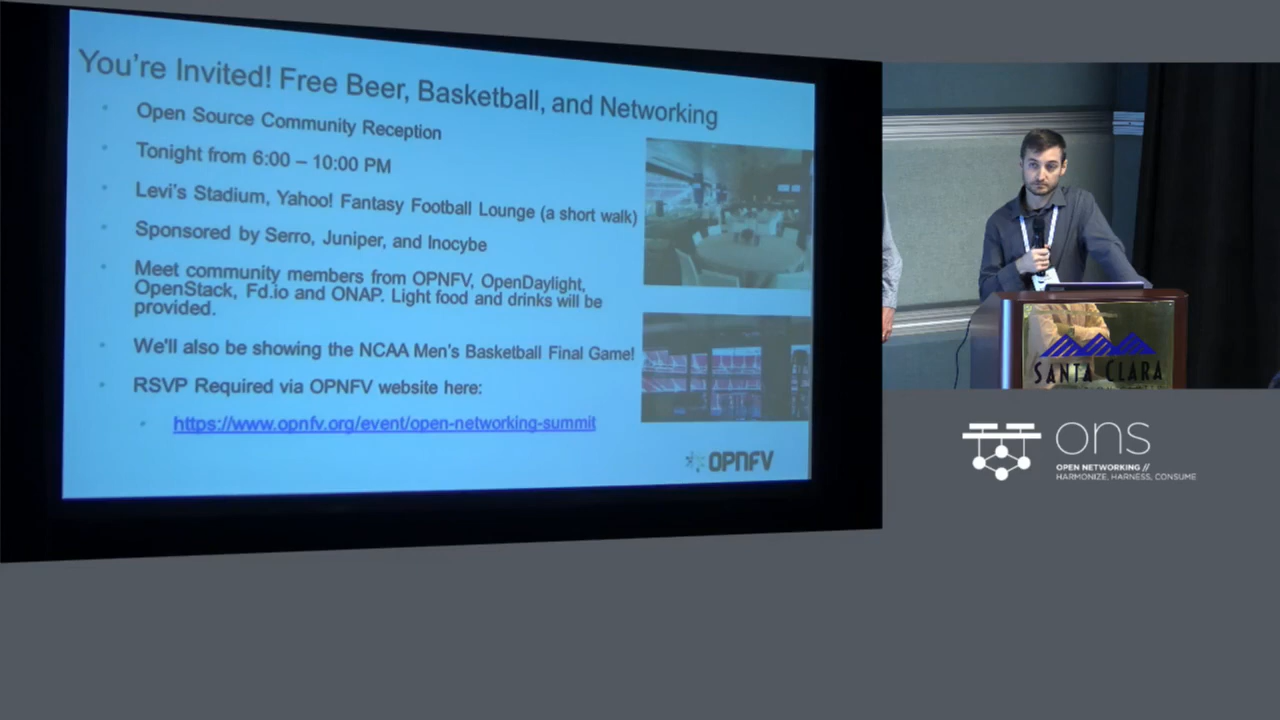 You're Invited! Free Beer, Basketball, and Networking
Open Source Community Reception
Tonight from 6:00 – 10:00 PM
Levi's Stadium, Yahoo! Fantasy Football Lounge (a short walk)
Sponsored by Serro, Juniper, and Inocybe
Meet community members from OPNFV, OpenDaylight,
OpenStack, Fd.io and ONAP. Light food and drinks will be
provided.
We'll also be showing the NCAA Men's Basketball Final Game!
RSVP Required via OPNFV website here:
https://www.opnfv.org/event/open-networking-summit
OPNFV
SANTA CLARA
ons
OPEN NETWORKING //
HARMONIZE, HARNESS, CONSUME